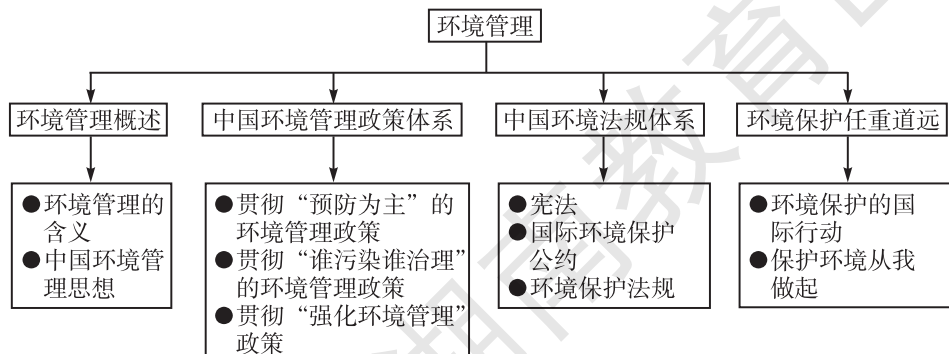 环境管理
环境管理概述
中国环境管理政策体系
中国环境法规体系
环境保护任重道远
●环境管理的
含义
●中国环境管
理思想
●贯彻“预防为主”的
环境管理政策
●贯彻“谁污染谁治理”
的环境管理政策
●贯彻“强化环境管理”
政策
●宪法
●国际环境保护
公约
●环境保护法规
●环境保护的国
际行动
●保护环境从我
做起
湖南教育出